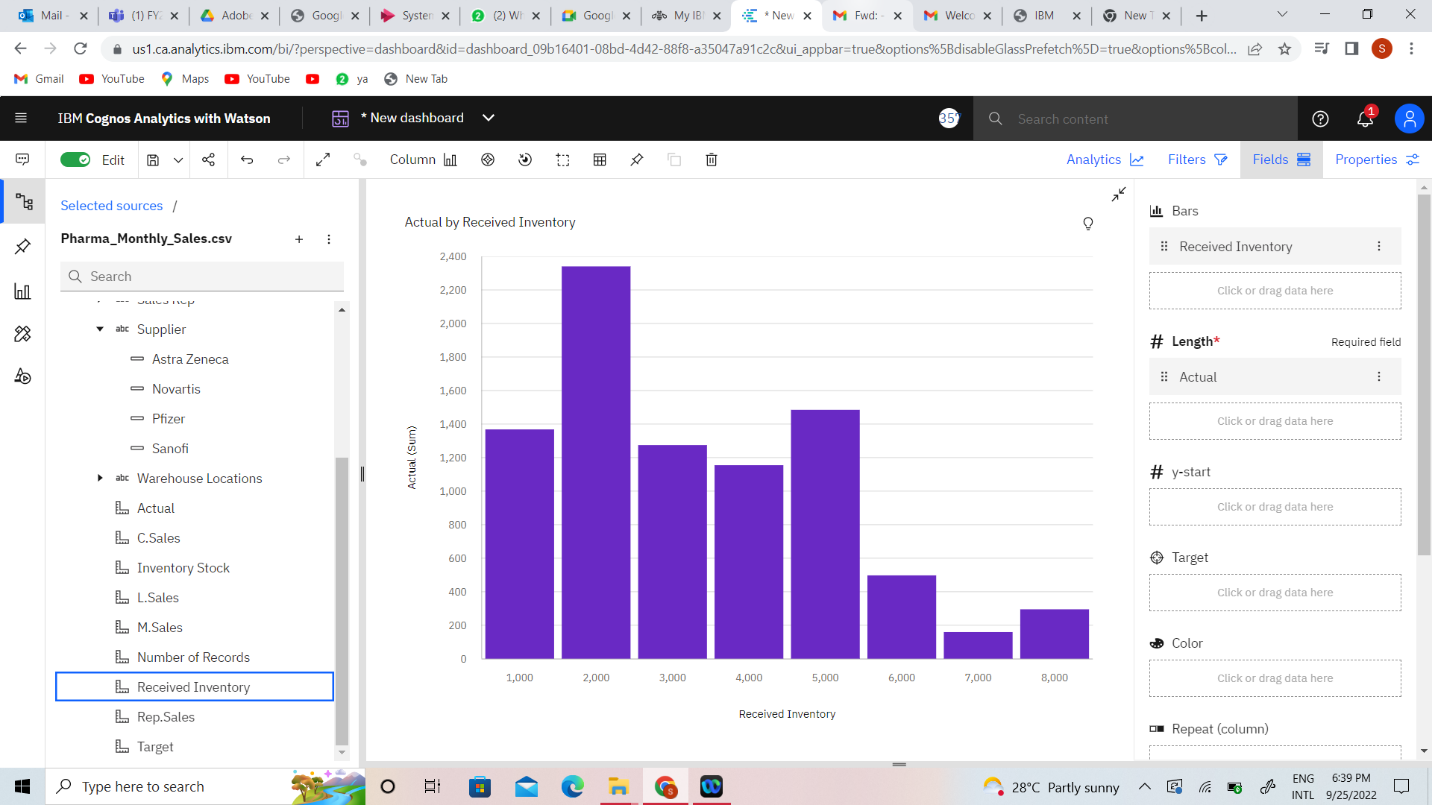 Mail -
(1) FY
Adob
Googl
System
(2) Wh
Googl
My IB
* New
Fwd: -
Welco
IBM
New T
us1.ca.analytics.ibm.com/bi/?perspective=dashboard&id=dashboard_09b16401-08bd-4d42-88f8-a35047a91c2c&ui_appbar=true&options%5BdisableGlassPrefetch%5D=true&options%5Bcol...
S
Gmail
YouTube
Maps
YouTube
2 ya
New Tab
IBM Cognos Analytics with Watson
* New dashboard
357
Search content
1
Edit
Column
Analytics
Filters
Fields
Properties
Selected sources /
Pharma_Monthly_Sales.csv
Search
Sales Rep
abc Supplier
Astra Zeneca
Novartis
Pfizer
Sanofi
abc Warehouse Locations
Actual
C.Sales
Inventory Stock
L.Sales
M.Sales
Number of Records
Received Inventory
Rep.Sales
Target
Actual by Received Inventory
2,400
2,200
2,000
1,800
1,600
1,400
1,200
1,000
800
600
400
200
0
Actual (Sum)
1,000 2,000 3,000 4,000 5,000 6,000 7,000 8,000
Received Inventory
Bars
Received Inventory
Click or drag data here
# Length* Required field
Actual
Click or drag data here
# y-start
Click or drag data here
Target
Click or drag data here
Color
Click or drag data here
Repeat (column)
Type here to search
28°C Partly sunny
ENG
INTL
6:39 PM
9/25/2022